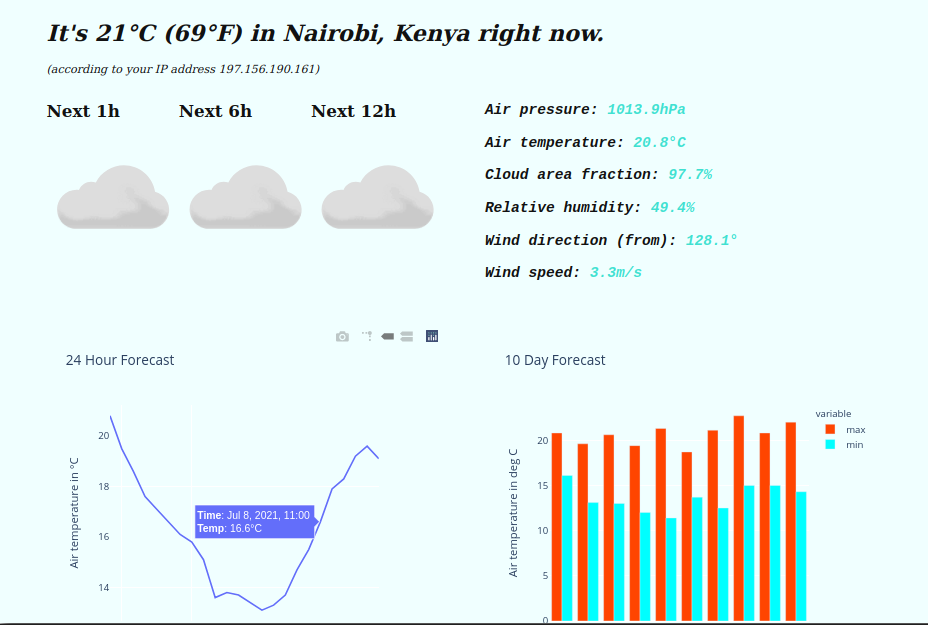 It's 21°C (69°F) in Nairobi, Kenya right now.
(according to your IP address 197.156.190.161)
Next 1h Next 6h Next 12h
Air pressure: 1013.9hPa
Air temperature: 20.8°C
Cloud area fraction: 97.7%
Relative humidity: 49.4%
Wind direction (from): 128.1°
Wind speed: 3.3m/s
24 Hour Forecast
Air temperature in °C
20
18
16
14
Time: Jul 8, 2021, 11:00
Temp: 16.6°C
10 Day Forecast
Air temperature in deg C
20
15
10
5
0
variable
max
min